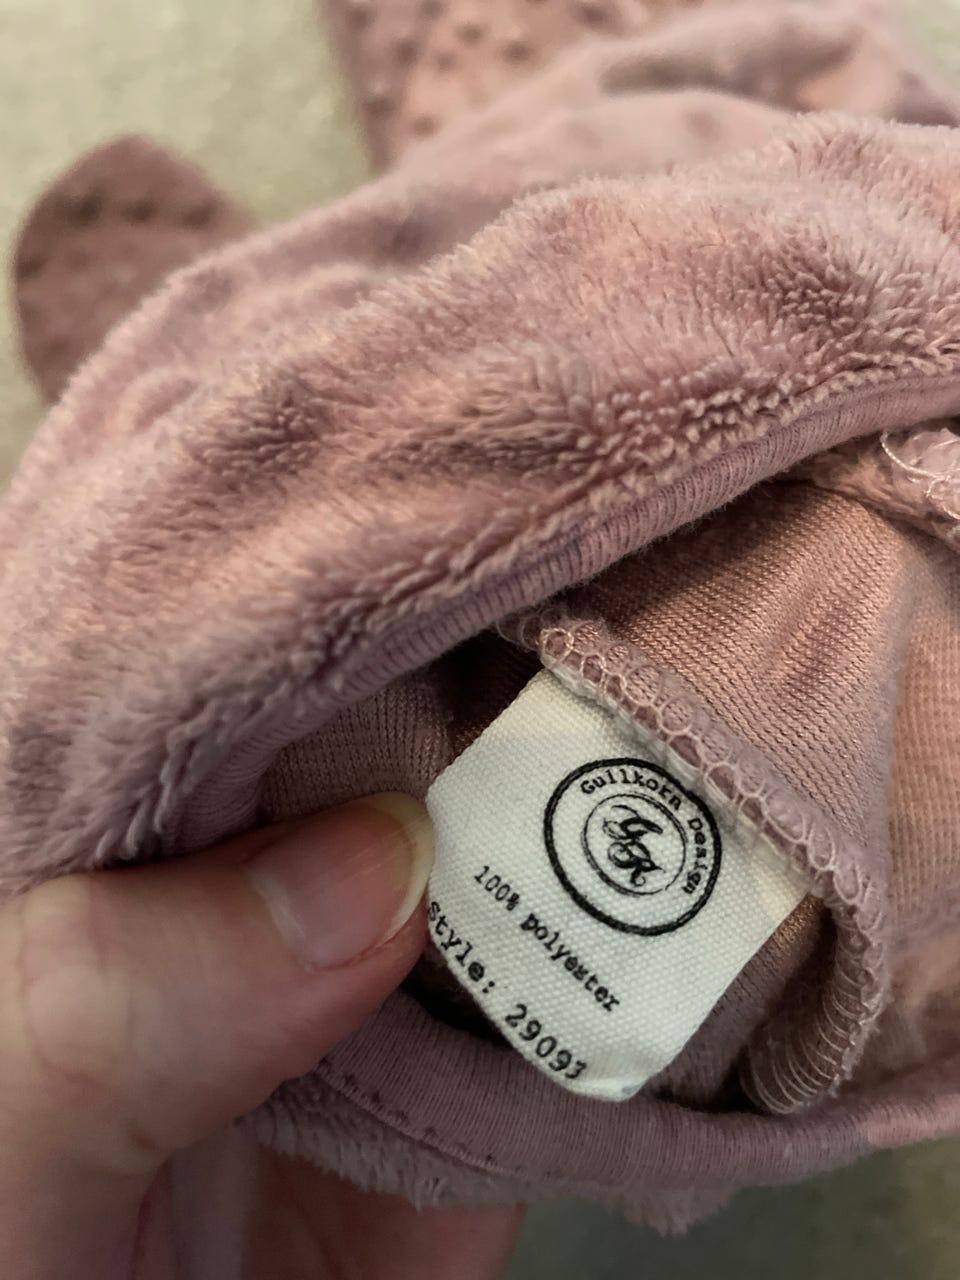 Gullkorn Design
GK
100% polyester
Style: 29093